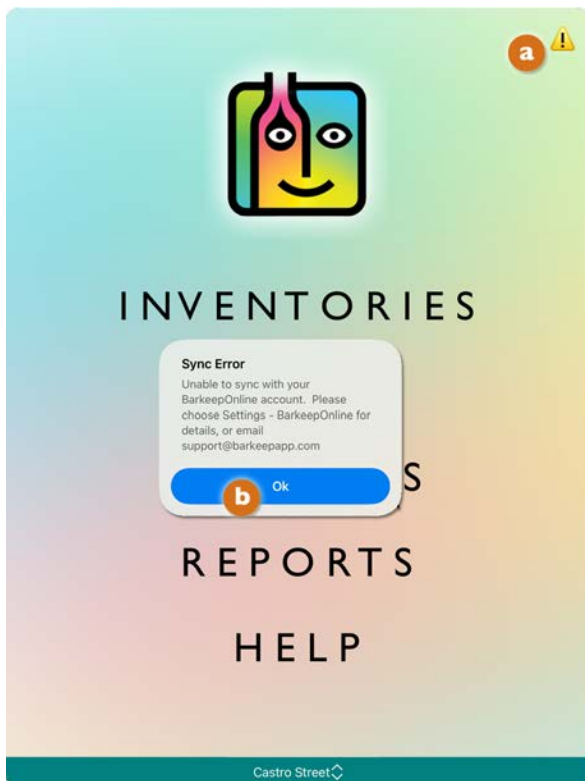 a
INVENTORIES
Sync Error
Unable to sync with your
BarkeepOnline account. Please
choose Settings - BarkeepOnline for
details, or email
support@barkeepapp.com
b Ok
S
REPORTS
HELP
Castro Street